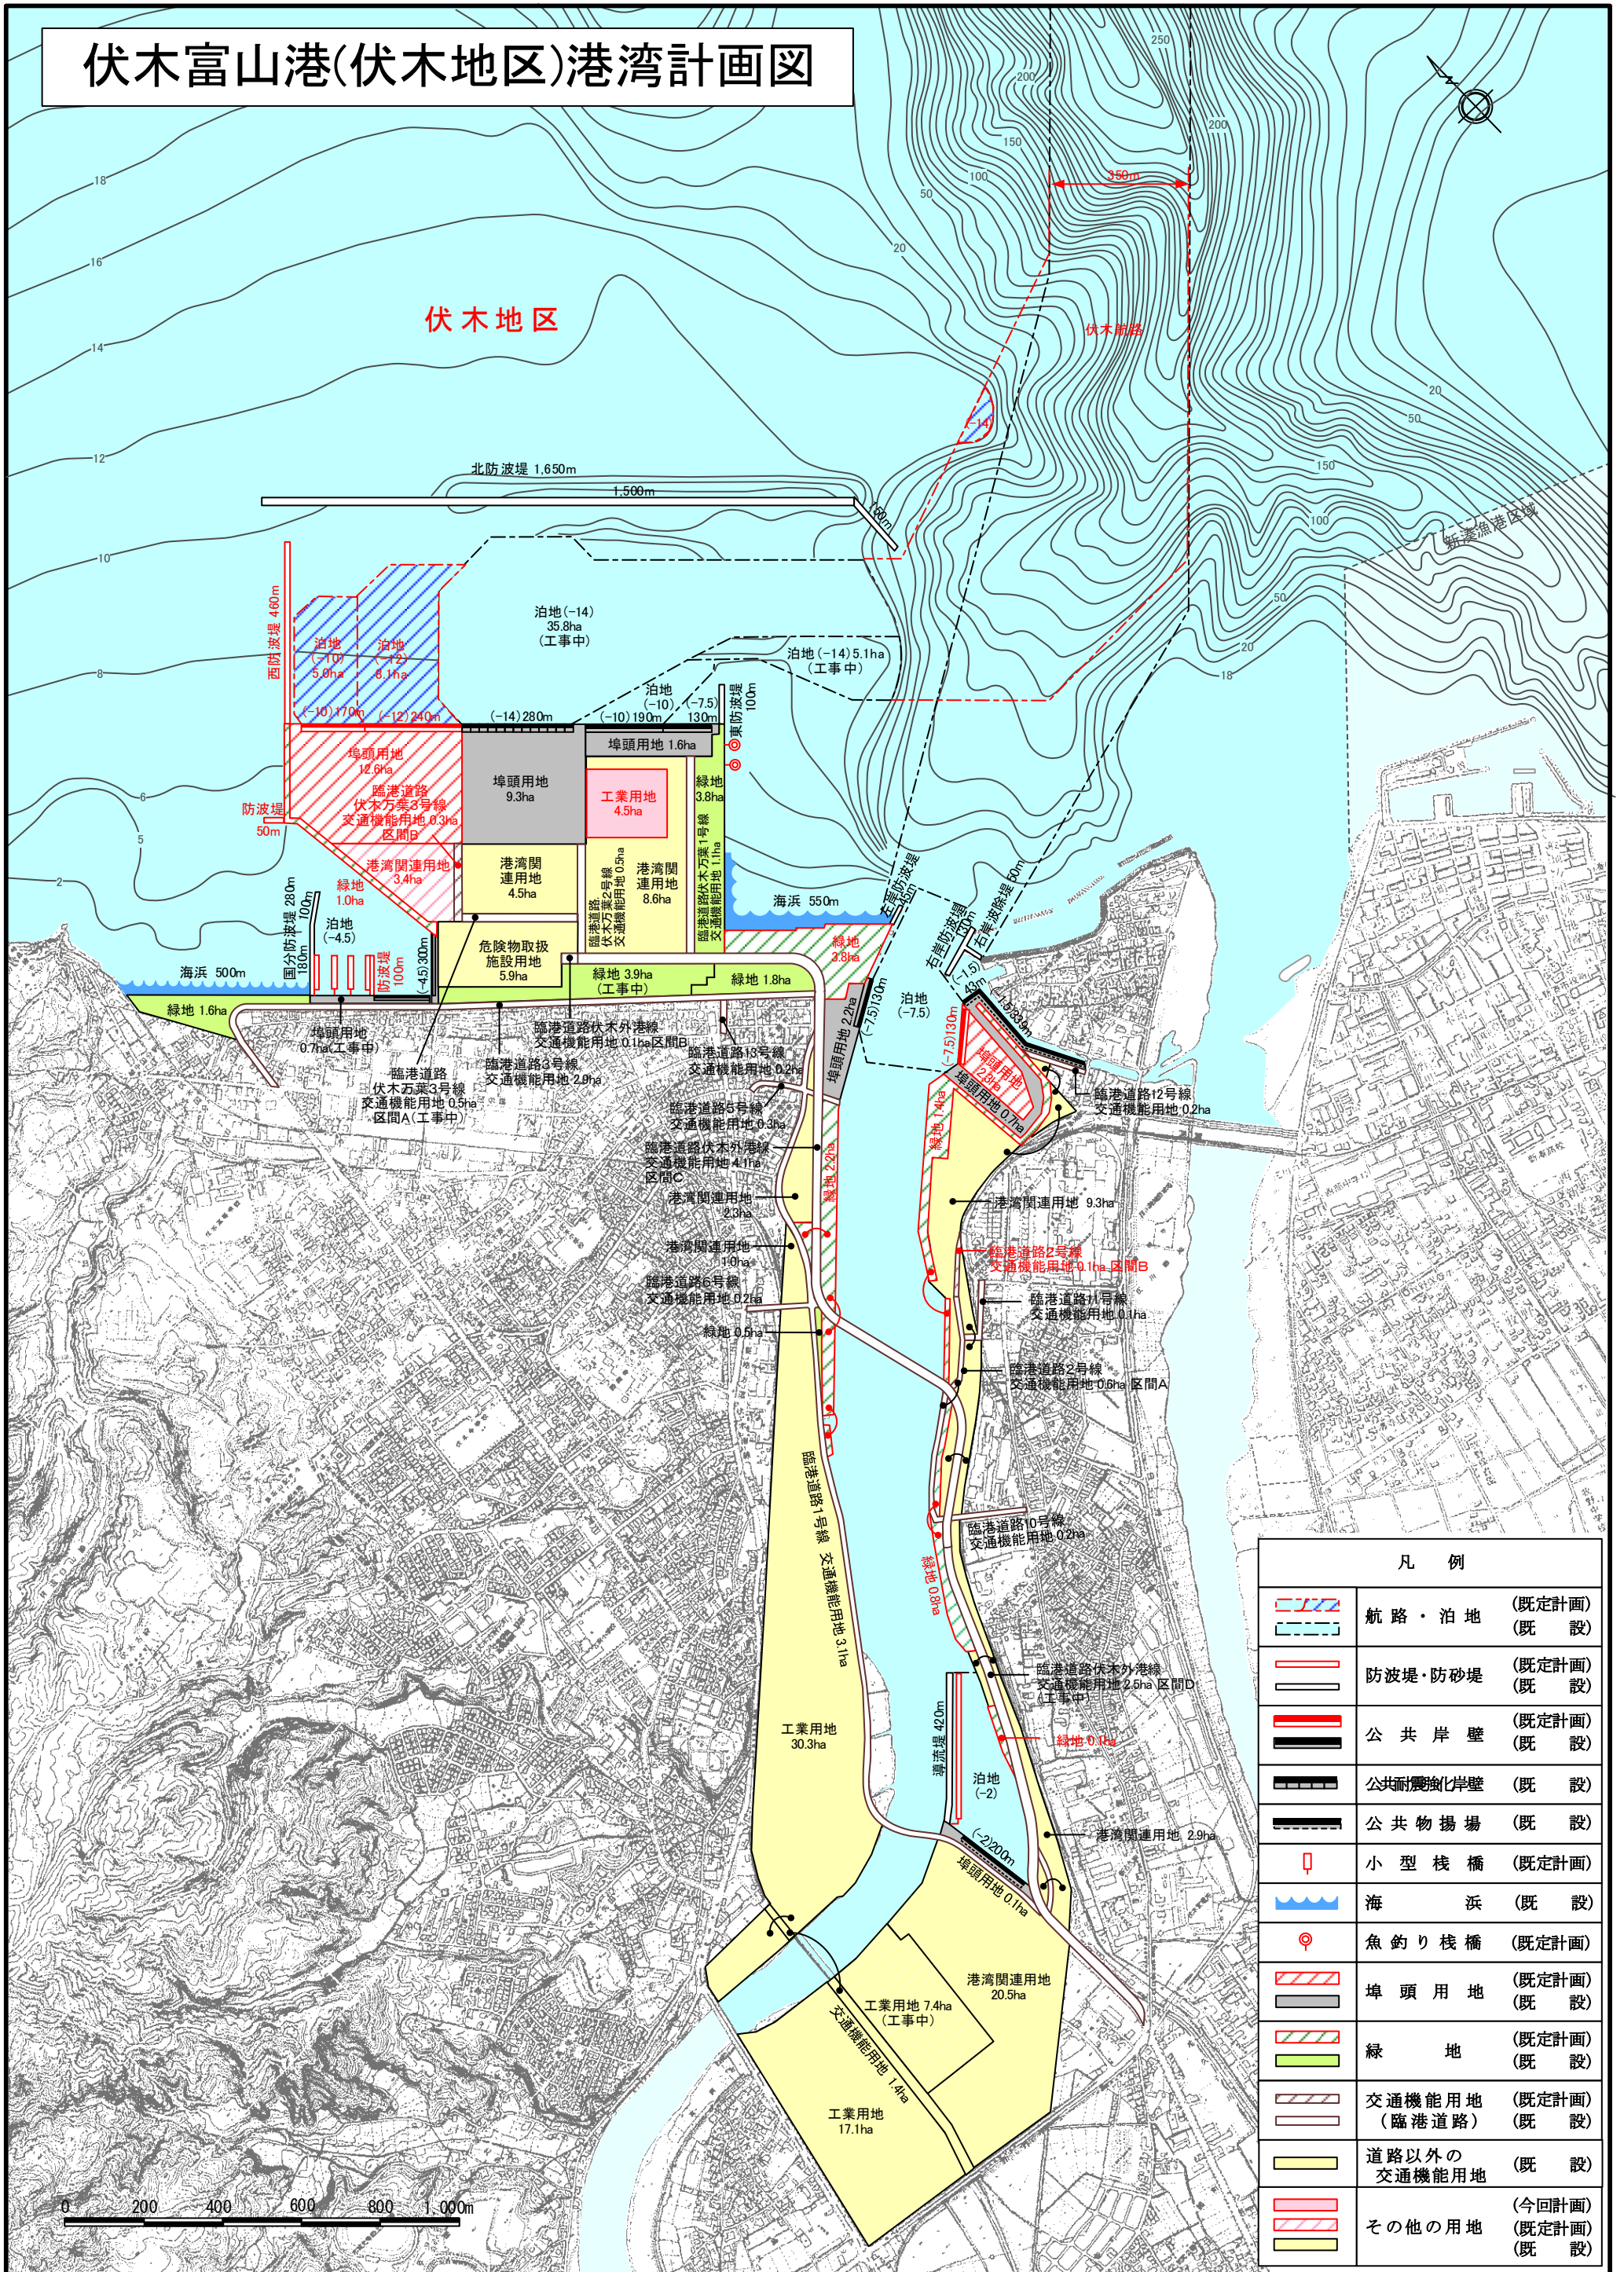 伏木富山港(伏木地区)港湾計画図
250
200
200
150
100
50
20
350m
18
16
14
12
10
8
6
5
2
伏木地区
伏木航路
(-14)
20
50
150
100
50
20
18
新湊漁港区域
北防波堤 1,650m
1,500m
150m
西防波堤 460m
泊地
(-10)
5.0ha
泊地
(-12)
8.1ha
泊地(-14)
35.8ha
(工事中)
泊地(-14)5.1ha
(工事中)
泊地
(-10)
(-7.5)
130m
東防波堤
100m
(-10)170m
(-12)240m
(-14)280m
(-10)190m
埠頭用地 1.6ha
埠頭用地
12.6ha
埠頭用地
9.3ha
工業用地
4.5ha
緑地
3.8ha
臨港道路
伏木万葉3号線
交通機能用地 0.3ha
区間B
防波堤
50m
港湾関連用地
3.4ha
港湾関
連用地
4.5ha
臨港道路
伏木万葉2号線
交通機能用地 0.5ha
港湾関
連用地
8.6ha
臨港道路伏木万葉1号線
交通機能用地 1.1ha
海浜 550m
左岸防波堤
45m
右岸防波堤
130m
右岸波除堤 50m
緑地
1.0ha
国分防波堤 280m
180m
100m
泊地
(-4.5)
防波堤
100m
(-4.5)300m
危険物取扱
施設用地
5.9ha
緑地
3.8ha
海浜 500m
緑地 1.6ha
緑地 3.9ha
(工事中)
緑地 1.8ha
埠頭用地
0.7ha(工事中)
臨港道路
伏木万葉3号線
交通機能用地 0.5ha
区間A(工事中)
臨港道路3号線
交通機能用地 2.9ha
臨港道路伏木外港線
交通機能用地 0.1ha区間B
臨港道路13号線
交通機能用地 0.2ha
埠頭用地 2.2ha
(-7.5)130m
泊地
(-7.5)
(-7.5)130m
(-1.5)
43m
(-1.5)339m
埠頭用地
2.3ha
埠頭用地 0.7ha
臨港道路12号線
交通機能用地 0.2ha
臨港道路5号線
交通機能用地 0.3ha
臨港道路伏木外港線
交通機能用地 4.1ha
区間C
緑地 2.2ha
緑地 1.4ha
港湾関連用地
2.3ha
港湾関連用地 9.3ha
港湾関連用地
1.0ha
臨港道路2号線
交通機能用地 0.1ha 区間B
臨港道路6号線
交通機能用地 0.2ha
臨港道路11号線
交通機能用地 0.1ha
緑地 0.5ha
臨港道路2号線
交通機能用地 0.6ha 区間A
臨港道路1号線 交通機能用地 3.1ha
臨港道路10号線
交通機能用地 0.2ha
緑地 0.8ha
臨港道路伏木外港線
交通機能用地 2.5ha 区間D
(工事中)
工業用地
30.3ha
導流堤 420m
緑地 0.1ha
泊地
(-2)
(-2)200m
港湾関連用地 2.9ha
埠頭用地 0.1ha
港湾関連用地
20.5ha
工業用地 7.4ha
(工事中)
交通機能用地 1.4ha
工業用地
17.1ha
0 200 400 600 800 1,000m
凡 例
航路・泊地 (既定計画)
(既 設)
防波堤・防砂堤 (既定計画)
(既 設)
公共岸壁 (既定計画)
(既 設)
公共耐震強化岸壁 (既 設)
公共物揚場 (既 設)
小型桟橋 (既定計画)
海浜 (既 設)
魚釣り桟橋 (既定計画)
埠頭用地 (既定計画)
(既 設)
緑地 (既定計画)
(既 設)
交通機能用地 (既定計画)
(臨港道路) (既 設)
道路以外の
交通機能用地 (既 設)
その他の用地 (今回計画)
(既定計画)
(既 設)